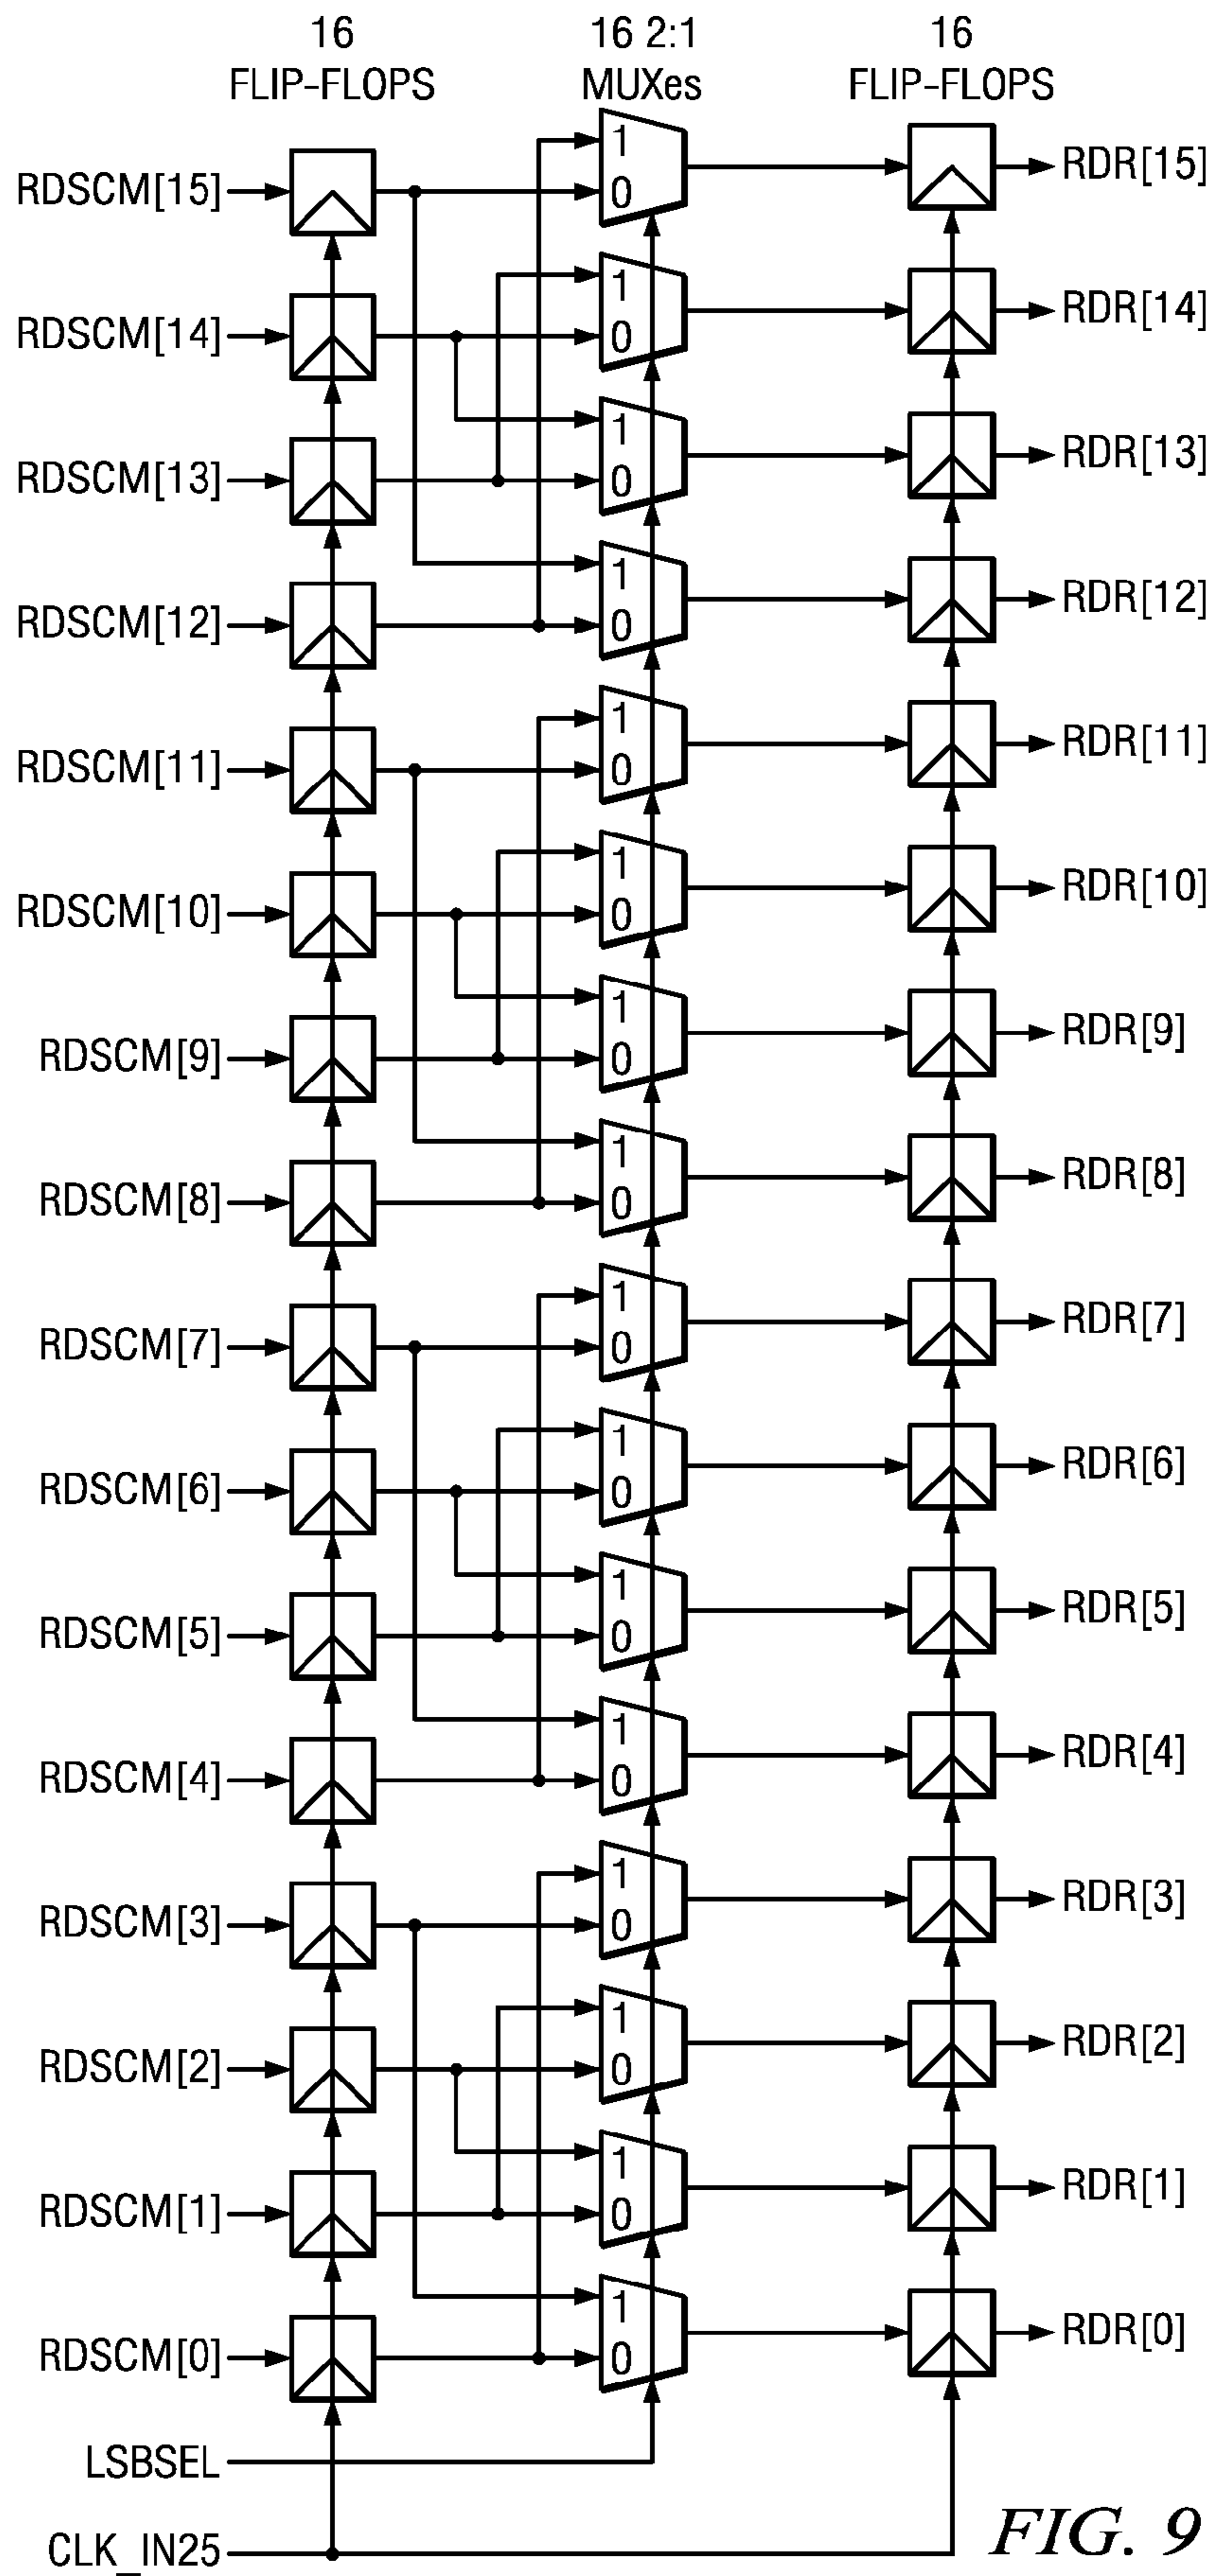 16
FLIP-FLOPS
16 2:1
MUXes
16
FLIP-FLOPS
RDSCM[15]
1
0
RDR[15]
RDSCM[14]
1
0
RDR[14]
RDSCM[13]
1
0
RDR[13]
RDSCM[12]
1
0
RDR[12]
RDSCM[11]
1
0
RDR[11]
RDSCM[10]
1
0
RDR[10]
RDSCM[9]
1
0
RDR[9]
RDSCM[8]
1
0
RDR[8]
RDSCM[7]
1
0
RDR[7]
RDSCM[6]
1
0
RDR[6]
RDSCM[5]
1
0
RDR[5]
RDSCM[4]
1
0
RDR[4]
RDSCM[3]
1
0
RDR[3]
RDSCM[2]
1
0
RDR[2]
RDSCM[1]
1
0
RDR[1]
RDSCM[0]
1
0
RDR[0]
LSBSEL
CLK_IN25
FIG. 9